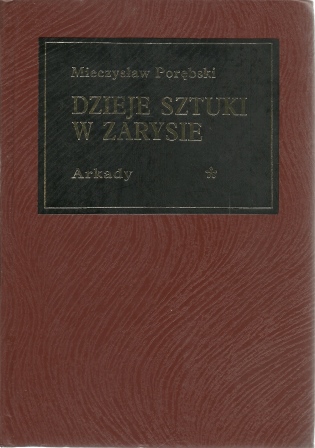 Mieczysław Porębski
DZIEJE SZTUKI
W ZARYSIE
Arkady *